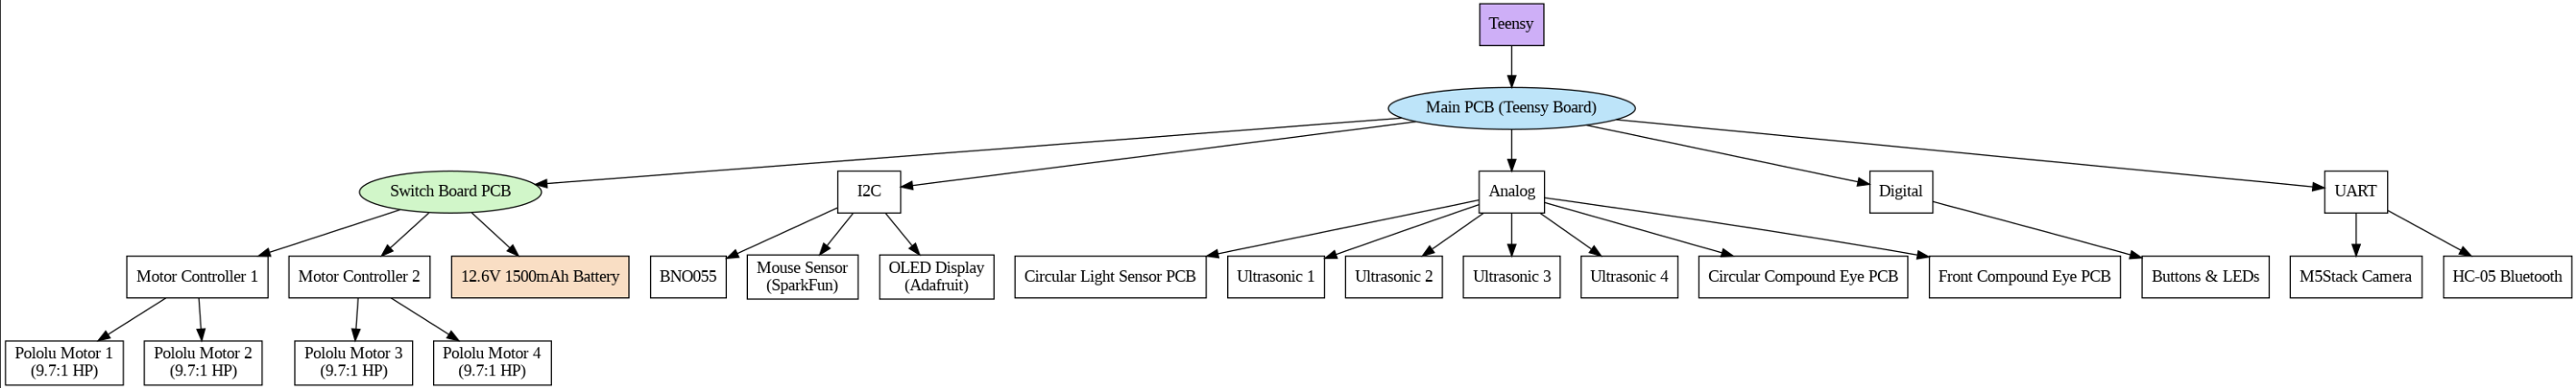 Teensy
Main PCB (Teensy Board)
Switch Board PCB
I2C
Analog
Digital
UART
Motor Controller 1
Motor Controller 2
12.6V 1500mAh Battery
BNO055
Mouse Sensor
(SparkFun)
OLED Display
(Adafruit)
Circular Light Sensor PCB
Ultrasonic 1
Ultrasonic 2
Ultrasonic 3
Ultrasonic 4
Circular Compound Eye PCB
Front Compound Eye PCB
Buttons & LEDs
M5Stack Camera
HC-05 Bluetooth
Pololu Motor 1
(9.7:1 HP)
Pololu Motor 2
(9.7:1 HP)
Pololu Motor 3
(9.7:1 HP)
Pololu Motor 4
(9.7:1 HP)